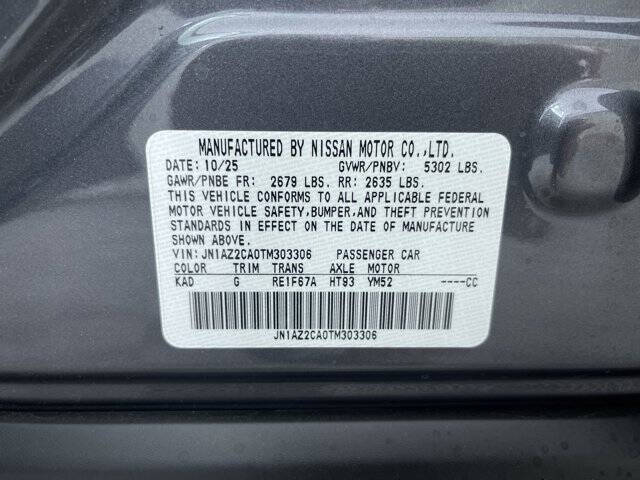 MANUFACTURED BY NISSAN MOTOR CO.,LTD.
DATE: 10/25 GVWR/PNBV: 5302 LBS.
GAWR/PNBE FR: 2679 LBS. RR: 2635 LBS.
THIS VEHICLE CONFORMS TO ALL APPLICABLE FEDERAL
MOTOR VEHICLE SAFETY,BUMPER,AND THEFT PREVENTION
STANDARDS IN EFFECT ON THE DATE OF MANUFACTURE
SHOWN ABOVE.
VIN:JN1AZ2CA0TM303306 PASSENGER CAR
COLOR TRIM TRANS AXLE MOTOR
KAD G RE1F67A HT93 YM52 ----CC
JN1AZ2CA0TM303306